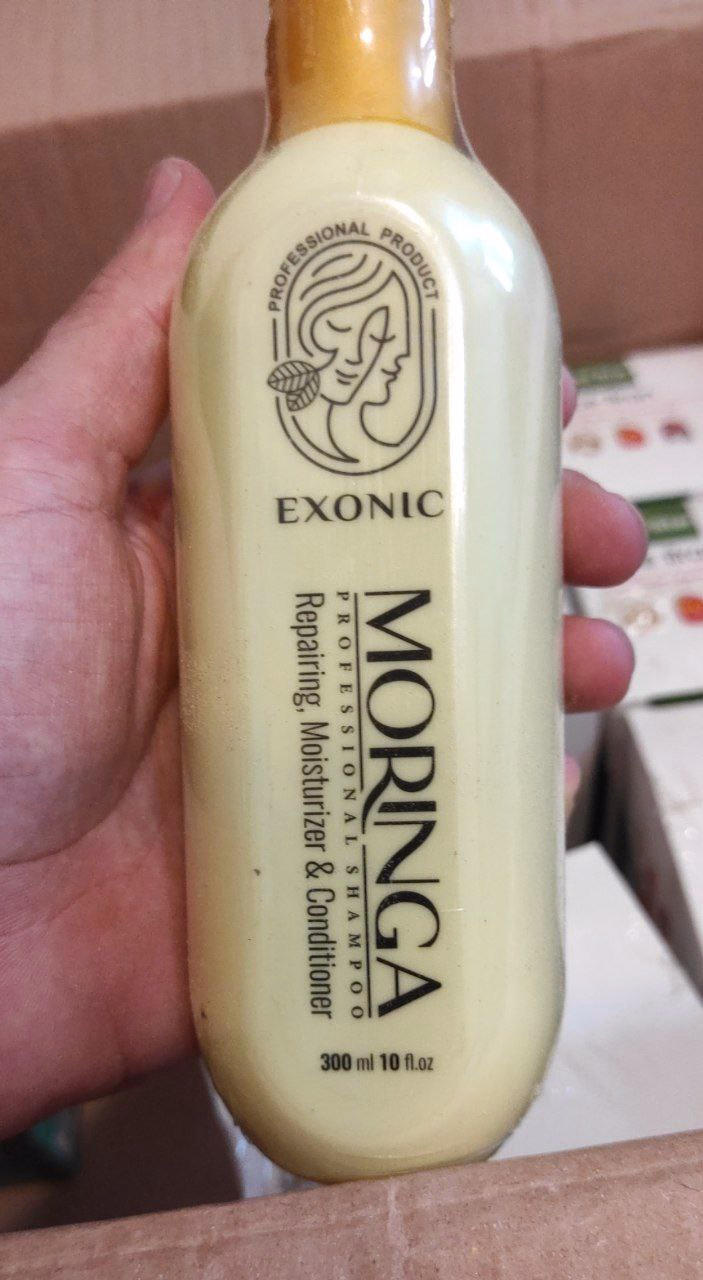 PROFESSIONAL PRODUCT
EXONIC
MORINGA
PROFESSIONAL SHAMPOO
Repairing, Moisturizer & Conditioner
300 ml 10 fl.oz